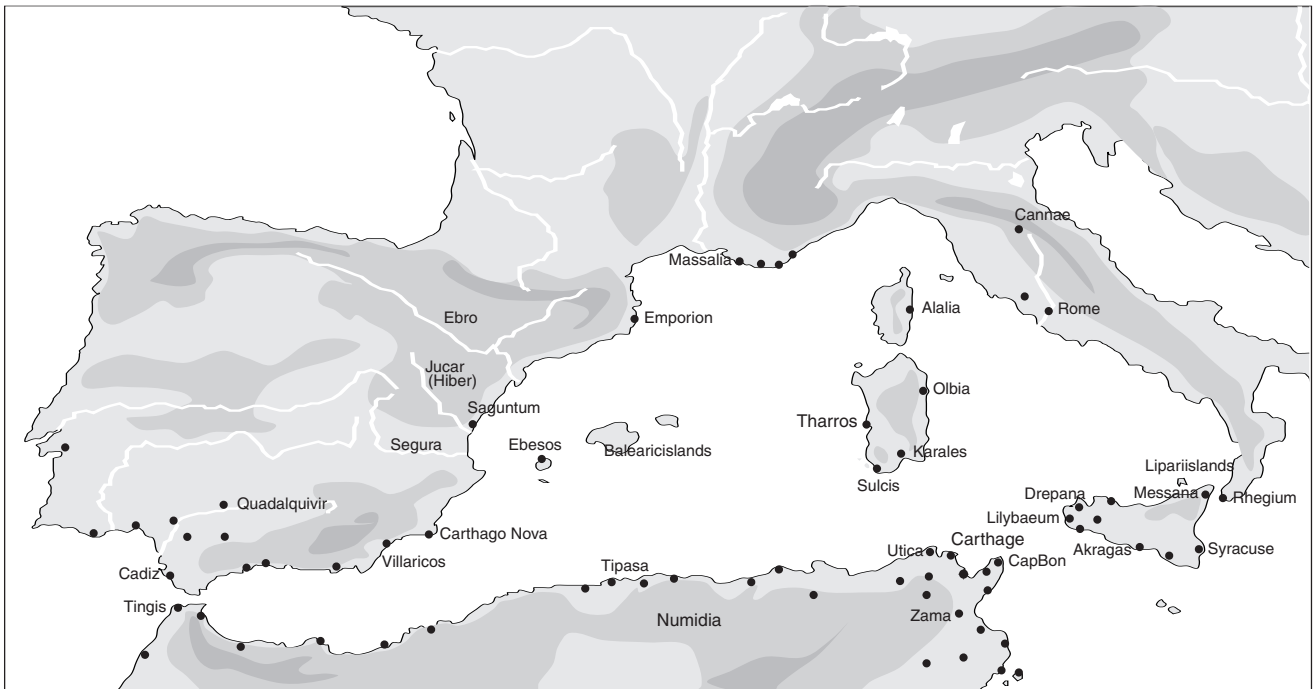 Cannae
Massalia
Emporion
Alalia
Rome
Ebro
Jucar
(Hiber)
Olbia
Saguntum
Tharros
Segura
Ebesos
Balearicislands
Karales
Sulcis
Lipariislands
Drepana
Messana
Rhegium
Quadalquivir
Lilybaeum
Carthago Nova
Carthage
Akragas
Syracuse
Utica
CapBon
Villaricos
Tipasa
Cadiz
Tingis
Numidia
Zama